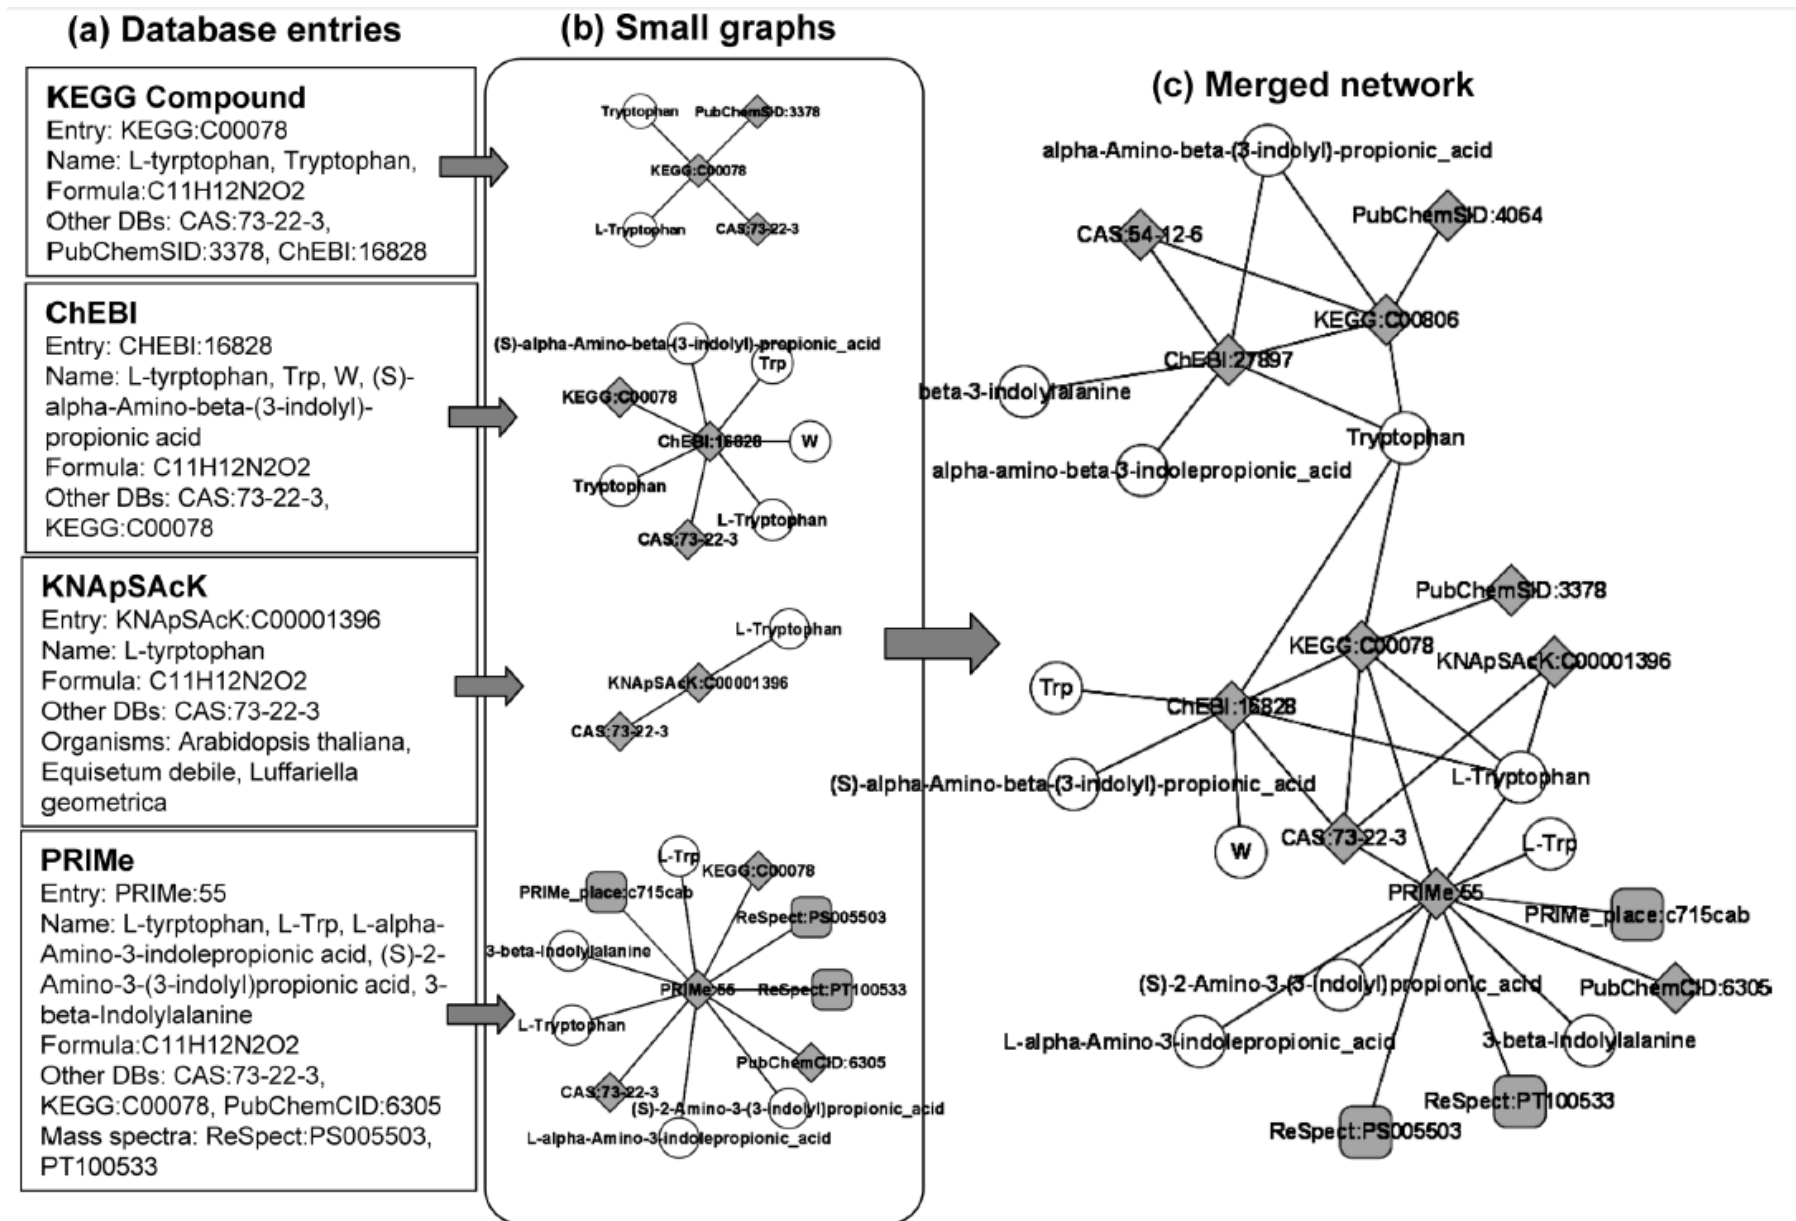 (a) Database entries
KEGG Compound
Entry: KEGG:C00078
Name: L-tyrptophan, Tryptophan,
Formula:C11H12N2O2
Other DBs: CAS:73-22-3,
PubChemSID:3378, ChEBI:16828
ChEBI
Entry: CHEBI:16828
Name: L-tyrptophan, Trp, W, (S)-
alpha-Amino-beta-(3-indolyl)-
propionic acid
Formula: C11H12N2O2
Other DBs: CAS:73-22-3,
KEGG:C00078
KNApSAcK
Entry: KNApSAcK:C00001396
Name: L-tyrptophan
Formula: C11H12N2O2
Other DBs: CAS:73-22-3
Organisms: Arabidopsis thaliana,
Equisetum debile, Luffariella
geometrica
PRIMe
Entry: PRIMe:55
Name: L-tyrptophan, L-Trp, L-alpha-
Amino-3-indolepropionic acid, (S)-2-
Amino-3-(3-indolyl)propionic acid, 3-
beta-Indolylalanine
Formula:C11H12N2O2
Other DBs: CAS:73-22-3,
KEGG:C00078, PubChemCID:6305
Mass spectra: ReSpect:PS005503,
PT100533
(b) Small graphs
Tryptophan
PubChemSID:3378
KEGG:C00078
L-Tryptophan
CAS:73-22-3
(S)-alpha-Amino-beta-(3-indolyl)-propionic_acid
Trp
KEGG:C00078
ChEBI:16828
W
Tryptophan
L-Tryptophan
CAS:73-22-3
L-Tryptophan
KNApSAcK:C00001396
CAS:73-22-3
L-Trp
KEGG:C00078
PRIMe_place:c715cab
ReSpect:PS005503
3-beta-Indolylalanine
PRIMe:55
ReSpect:PT100533
L-Tryptophan
PubChemCID:6305
CAS:73-22-3
(S)-2-Amino-3-(3-indolyl)propionic_acid
L-alpha-Amino-3-indolepropionic_acid
(c) Merged network
alpha-Amino-beta-(3-indolyl)-propionic_acid
PubChemSID:4064
CAS:54-12-6
KEGG:C00806
ChEBI:27897
beta-3-indolylalanine
Tryptophan
alpha-amino-beta-3-indolepropionic_acid
PubChemSID:3378
KEGG:C00078
KNApSAcK:C00001396
Trp
ChEBI:16828
L-Tryptophan
(S)-alpha-Amino-beta-(3-indolyl)-propionic_acid
CAS:73-22-3
L-Trp
W
PRIMe:55
PRIMe_place:c715cab
(S)-2-Amino-3-(3-indolyl)propionic_acid
PubChemCID:6305
L-alpha-Amino-3-indolepropionic_acid
3-beta-Indolylalanine
ReSpect:PT100533
ReSpect:PS005503